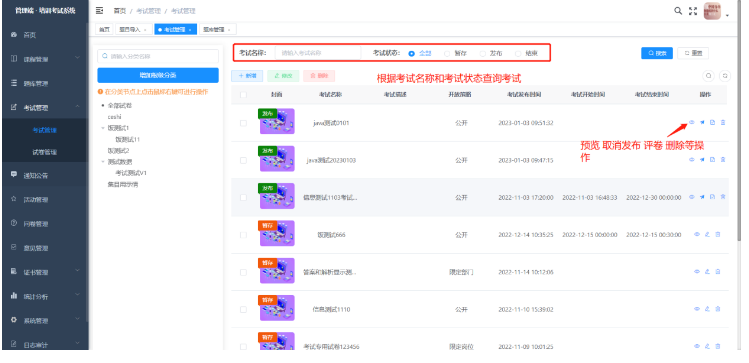 管理端·培训考试系统
首页 / 考试管理 / 考试管理
首页
首页 题目导入 × 考试管理 × 题库管理 ×
课程管理
题库管理
考试管理
考试管理
试卷管理
通知公告
活动管理
问卷管理
意见管理
证书管理
统计分析
系统管理
日志审计
请输入分类名称
增加顶级分类
在分类节点上点击鼠标右键可进行操作
全部试卷
ceshi
饭测试1
饭测试11
饭测试2
测试数据
考试测试V1
集目用示例
考试名称： 请输入考试名称 考试状态： 全部 暂存 发布 结束
搜索 重置
+ 新增 修改 删除
根据考试名称和考试状态查询考试
封面 考试名称 考试描述 开放策略 考试发布时间 考试开始时间 考试结束时间 操作
发布 java测试0101 公开 2023-01-03 09:51:32
预览 取消发布 评卷 删除等操
作
发布 java测试20230103 公开 2023-01-03 09:47:15
发布 信息测试1103考试... 公开 2022-11-03 17:20:00 2022-11-03 16:48:33 2022-12-30 00:00:00
暂存 饭测试666 公开 2022-12-14 10:35:25 2022-12-15 00:00:00 2022-12-15 00:30:00
暂存 答案和解析显示测... 限定部门 2022-11-14 10:12:06
暂存 信息测试1110 公开 2022-11-10 15:39:02
暂存 考试专用试卷123456 限定岗位 2022-11-09 10:01:25